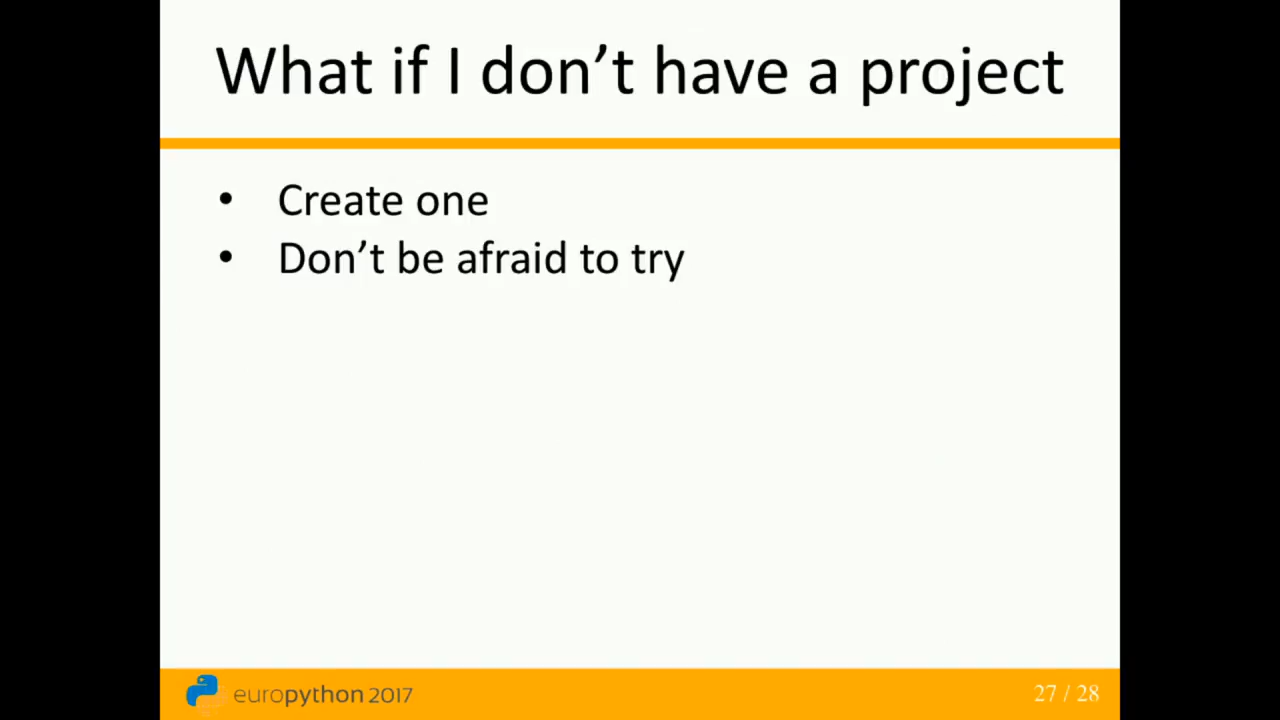 What if I don’t have a project
• Create one
• Don’t be afraid to try
europython 2017
27 / 28